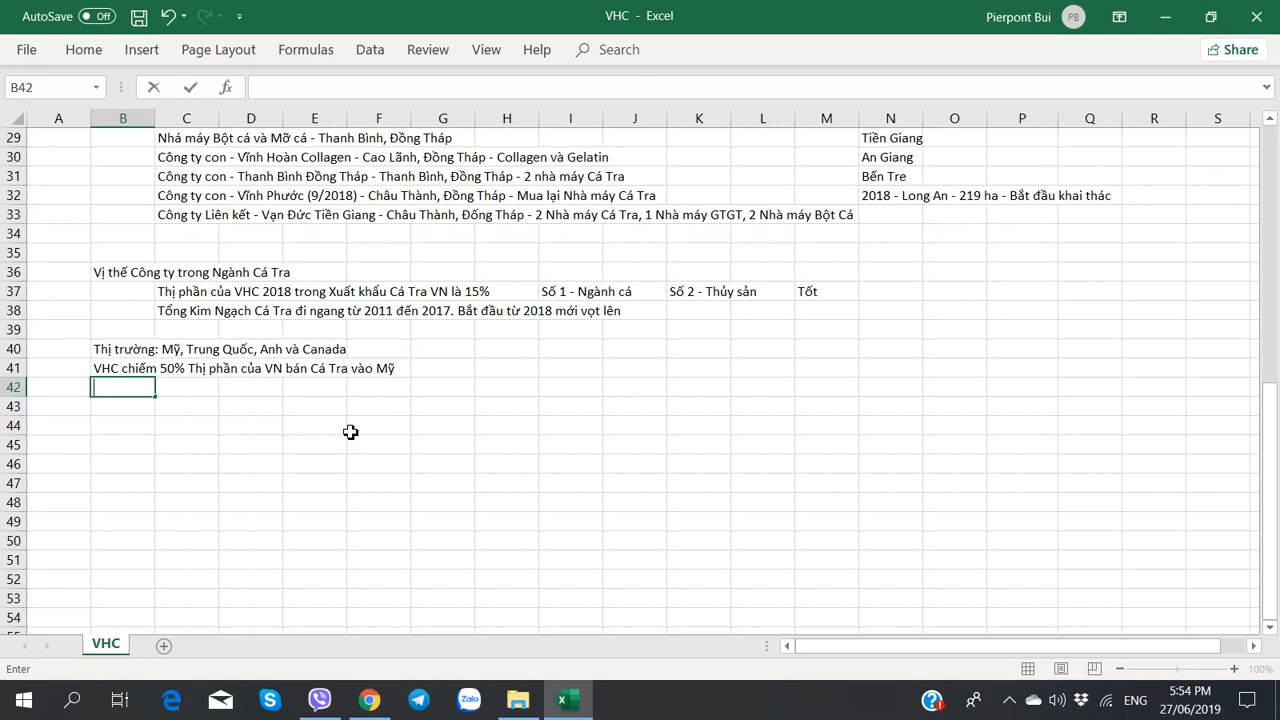 AutoSave Off VHC - Excel Pierpont Bui PB
File Home Insert Page Layout Formulas Data Review View Help Search Share
B42 fx
A B C D E F G H I J K L M N O P Q R S
29 Nhá máy Bột cá và Mỡ cá - Thanh Bình, Đồng Tháp Tiền Giang
30 Công ty con - Vĩnh Hoàn Collagen - Cao Lãnh, Đồng Tháp - Collagen và Gelatin An Giang
31 Công ty con - Thanh Bình Đồng Tháp - Thanh Bình, Đồng Tháp - 2 nhà máy Cá Tra Bến Tre
32 Công ty con - Vĩnh Phước (9/2018) - Châu Thành, Đồng Tháp - Mua lại Nhà máy Cá Tra 2018 - Long An - 219 ha - Bắt đầu khai thác
33 Công ty Liên kết - Vạn Đức Tiền Giang - Châu Thành, Đống Tháp - 2 Nhà máy Cá Tra, 1 Nhà máy GTGT, 2 Nhà máy Bột Cá
34
35
36 Vị thế Công ty trong Ngành Cá Tra
37 Thị phần của VHC 2018 trong Xuất khẩu Cá Tra VN là 15% Số 1 - Ngành cá Số 2 - Thủy sản Tốt
38 Tổng Kim Ngạch Cá Tra đi ngang từ 2011 đến 2017. Bắt đầu từ 2018 mới vọt lên
39
40 Thị trường: Mỹ, Trung Quốc, Anh và Canada
41 VHC chiếm 50% Thị phần của VN bán Cá Tra vào Mỹ
42
43
44
45
46
47
48
49
50
51
52
53
54
VHC
Enter 100%
Zalo ENG 5:54 PM
27/06/2019